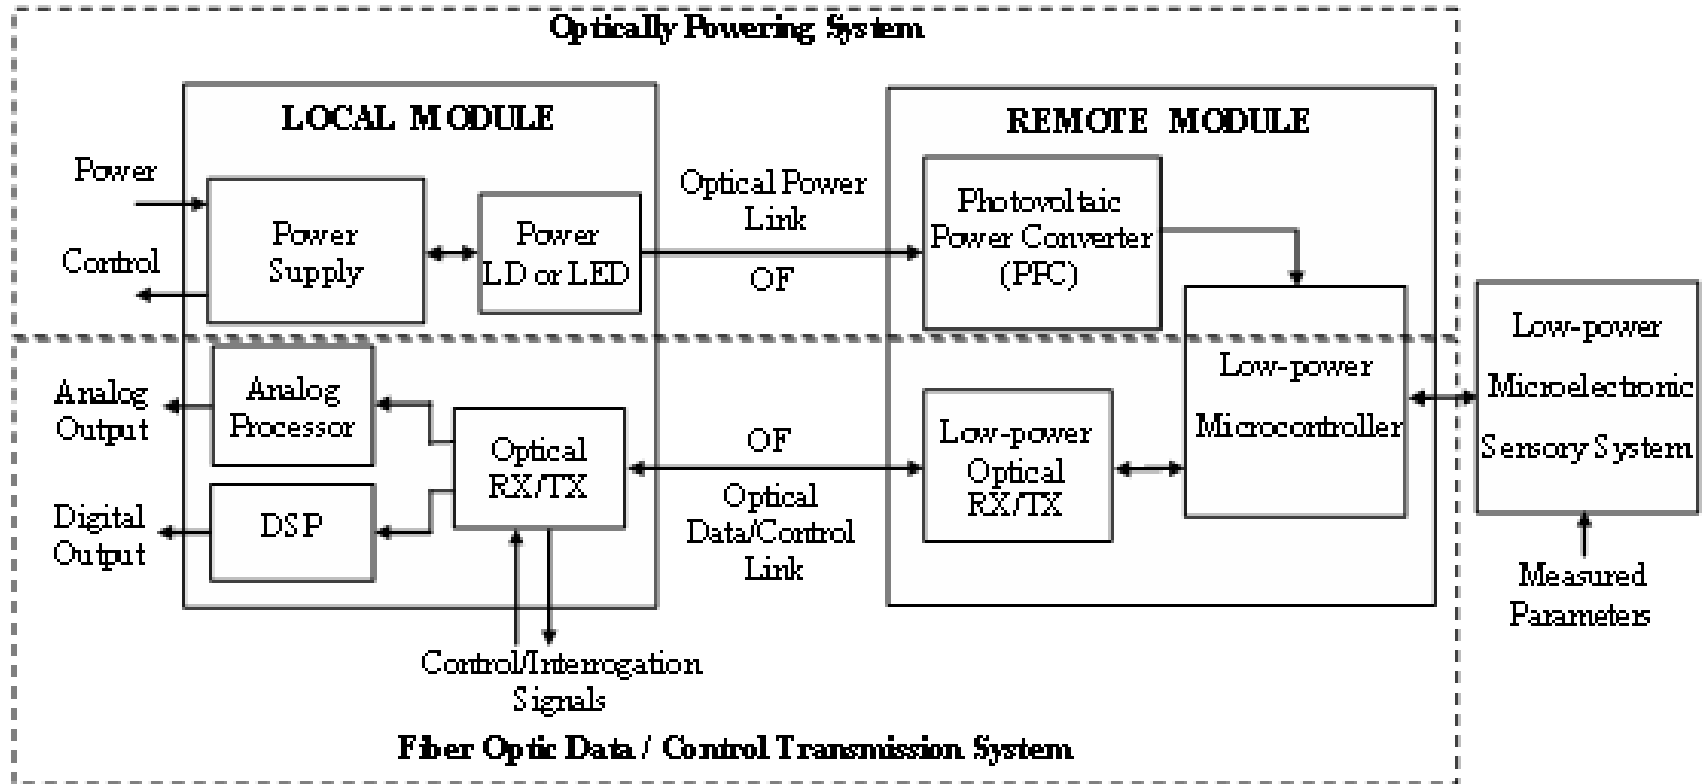 Optically Powering System
LOCAL MODULE
REMOTE MODULE
Power
Control
Power
Supply
Power
LD or LED
Optical Power
Link
OF
Photovoltaic
Power Converter
(PPC)
Low-power
Microcontroller
Low-power
Microelectronic
Sensory System
Measured
Parameters
Analog
Output
Analog
Processor
Digital
Output
DSP
Optical
RX/TX
OF
Optical
Data/Control
Link
Low-power
Optical
RX/TX
Control/Interrogation
Signals
Fiber Optic Data / Control Transmission System